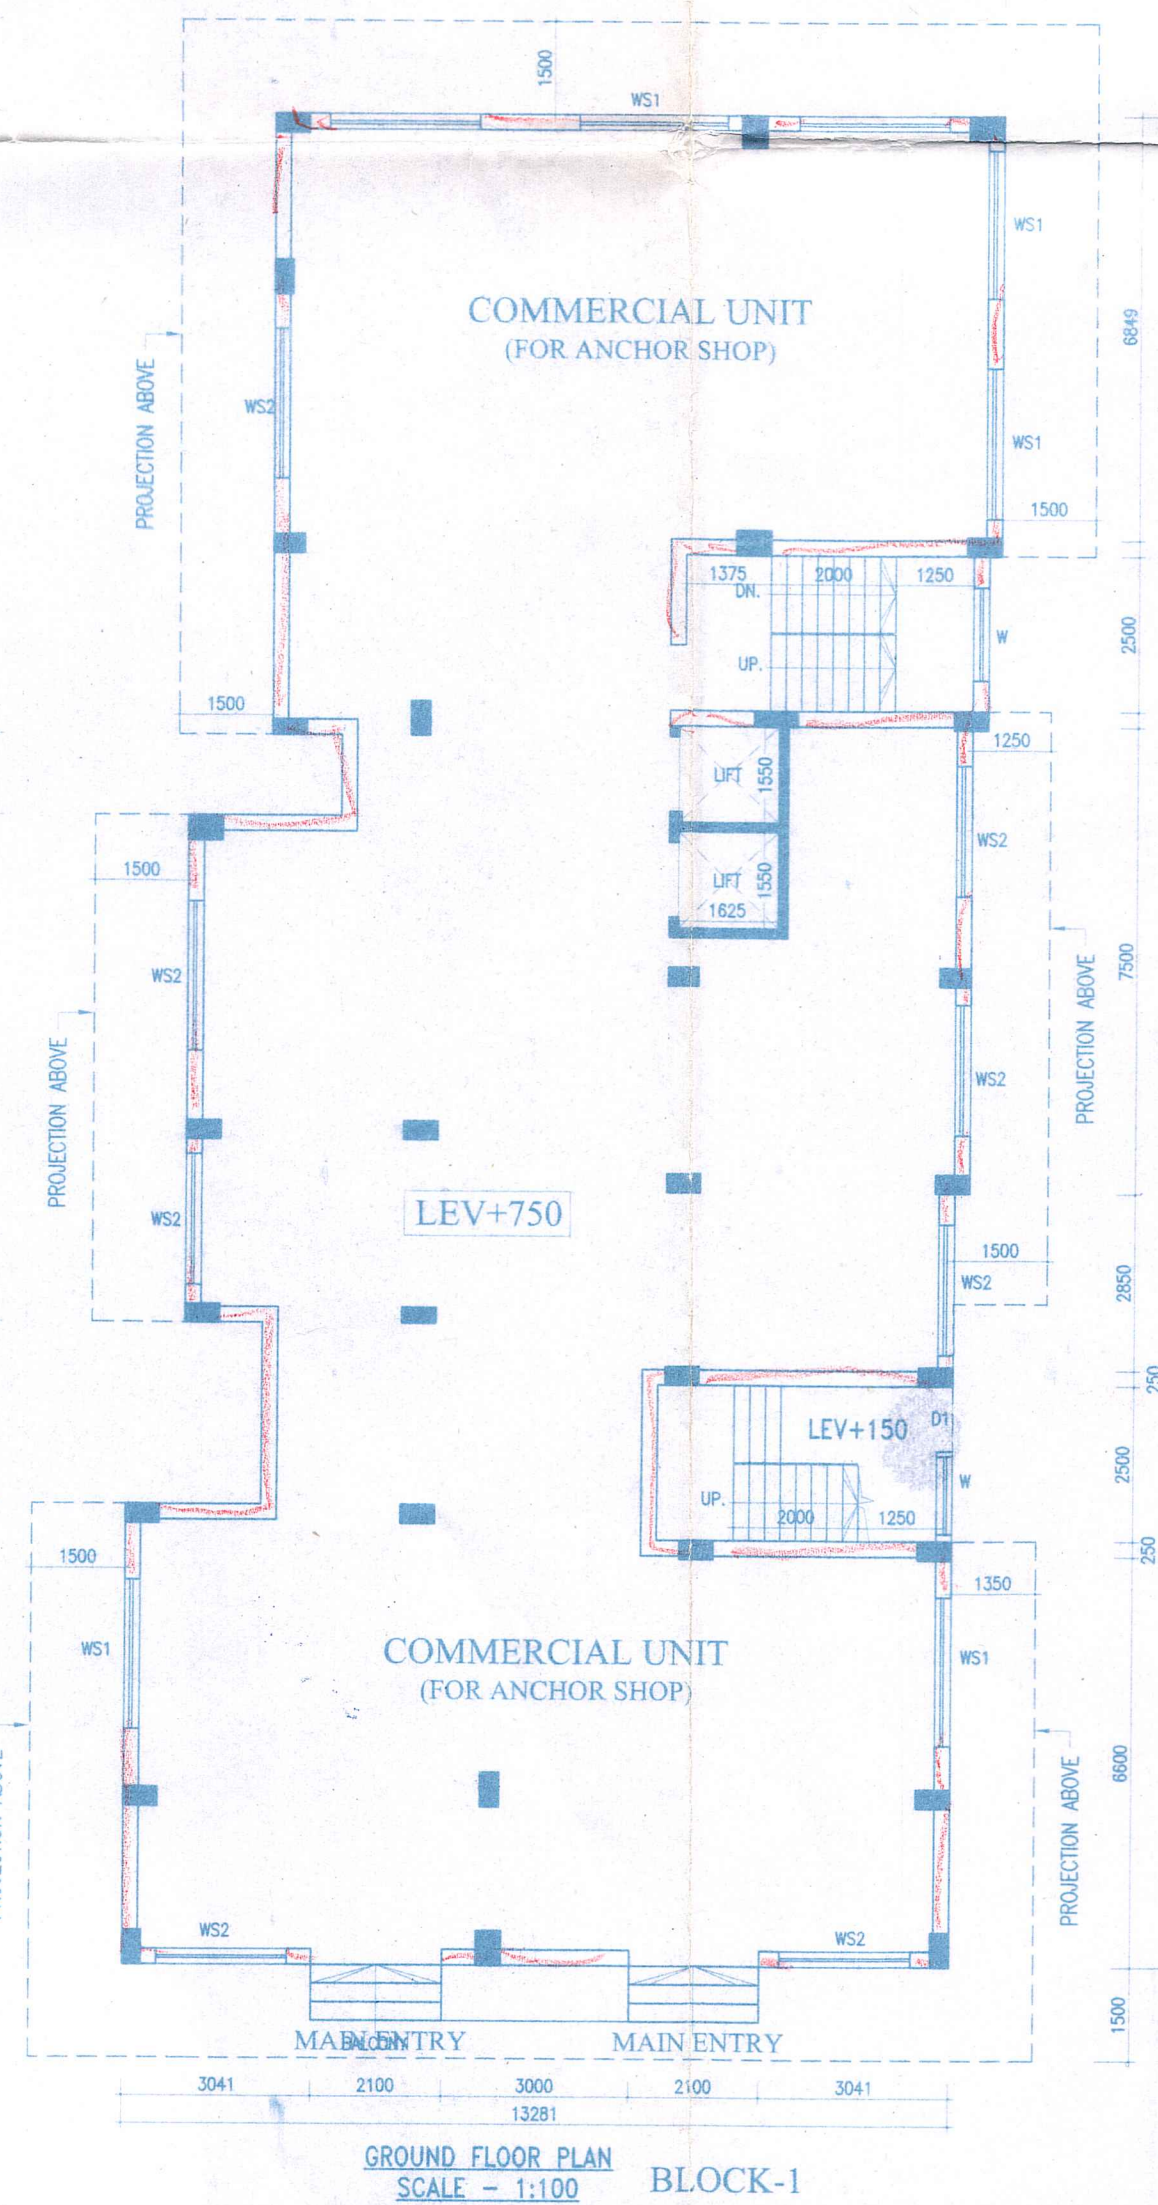 1500
WS1
WS1
COMMERCIAL UNIT
(FOR ANCHOR SHOP)
6849
PROJECTION ABOVE
WS2
WS1
1500
1375
2000
1250
DN.
2500
W
UP.
1500
1250
LIFT
1550
WS2
1500
LIFT
1550
1625
WS2
7500
PROJECTION ABOVE
PROJECTION ABOVE
WS2
LEV+750
WS2
1500
WS2
2850
250
LEV+150
D1
2500
W
UP.
2000
1250
250
1500
1350
WS1
COMMERCIAL UNIT
(FOR ANCHOR SHOP)
WS1
6600
PROJECTION ABOVE
WS2
WS2
1500
MAIN ENTRY
BALCONY
MAIN ENTRY
3041
2100
3000
2100
3041
13281
GROUND FLOOR PLAN
SCALE - 1:100
BLOCK-1